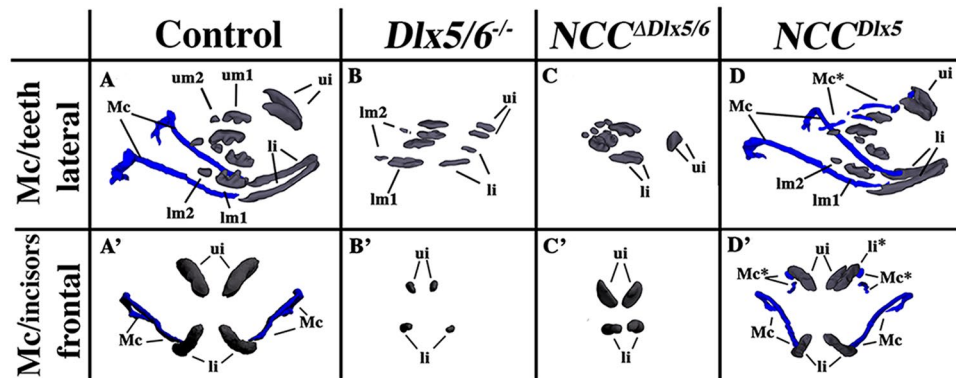 Control
Dlx5/6-/-
NCCΔDlx5/6
NCCDlx5
Mc/teeth
lateral
A
um2
um1
ui
Mc
li
lm2
lm1
B
ui
lm2
lm1
li
C
li
ui
D
Mc*
ui
Mc
li
lm2
lm1
Mc/incisors
frontal
A'
ui
Mc
Mc
li
B'
ui
li
C'
ui
li
D'
ui
li*
Mc*
Mc*
Mc
Mc
li